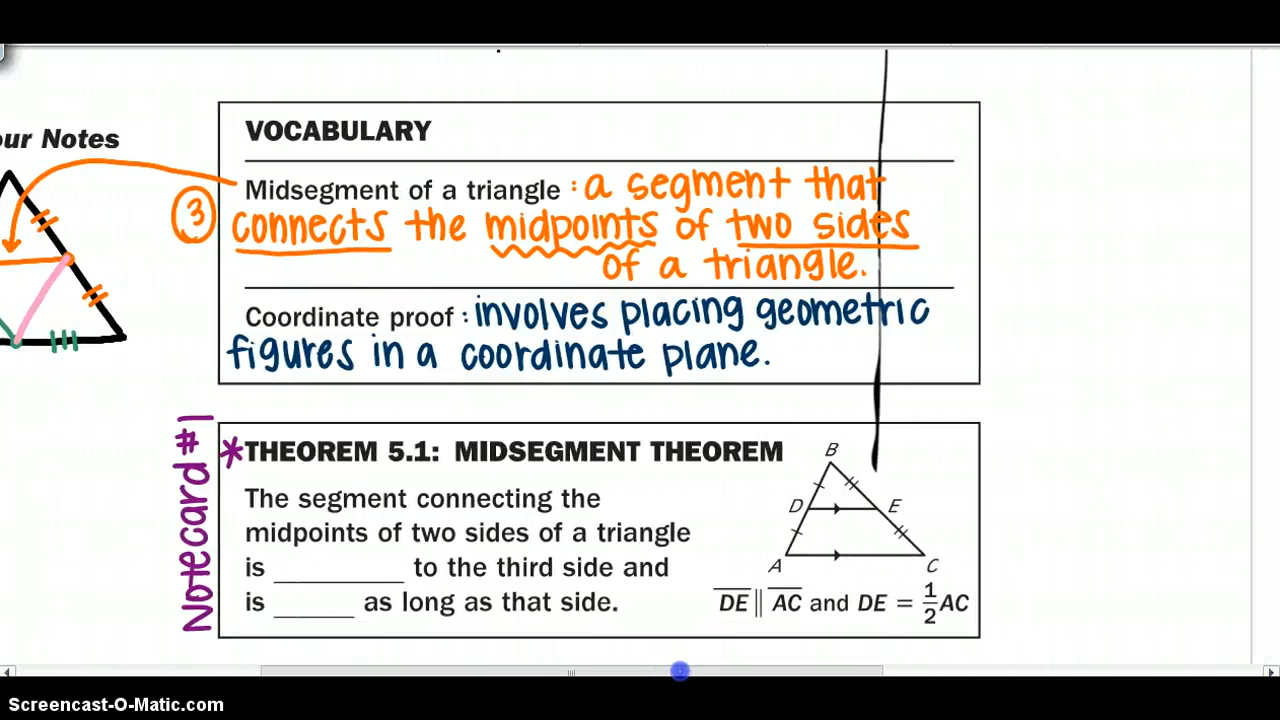 our Notes
VOCABULARY
Midsegment of a triangle : a segment that
③ connects the midpoints of two sides
of a triangle.
Coordinate proof : involves placing geometric
figures in a coordinate plane.
Notecard #1
*THEOREM 5.1: MIDSEGMENT THEOREM
The segment connecting the
midpoints of two sides of a triangle
is __________ to the third side and
is ______ as long as that side.
B
D E
A C
DE || AC and DE = 1/2 AC
Screencast-O-Matic.com